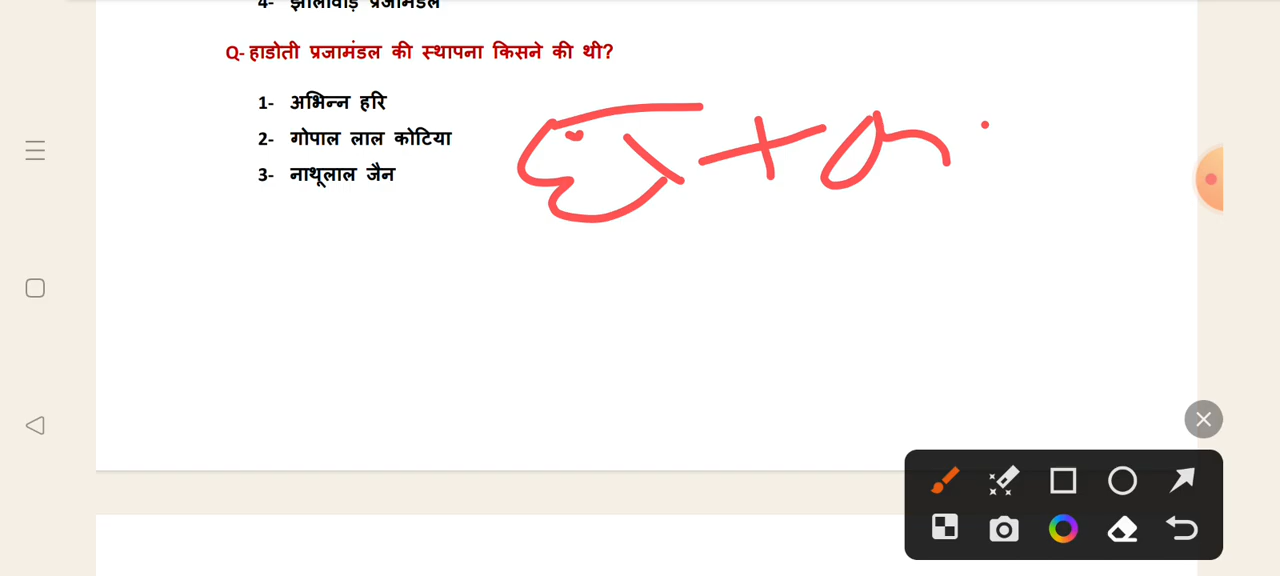 Q- हाडोती प्रजामंडल की स्थापना किसने की थी?
1- अभिन्न हरि
2- गोपाल लाल कोटिया
3- नाथूलाल जैन